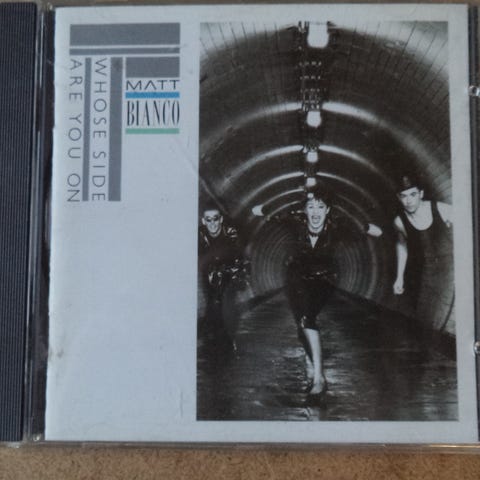 WHOSE SIDE
ARE YOU ON
MATT
BIANCO